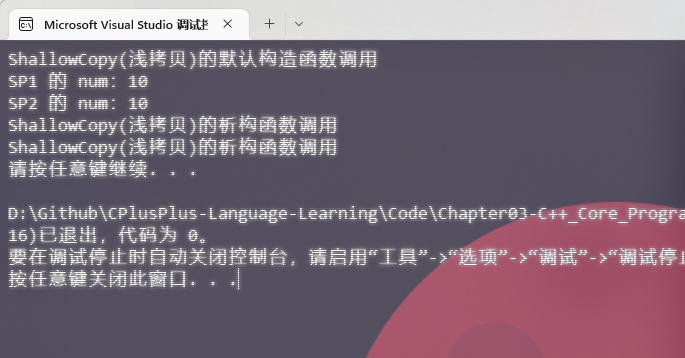 Microsoft Visual Studio 调试
ShallowCopy(浅拷贝)的默认构造函数调用
SP1 的 num: 10
SP2 的 num: 10
ShallowCopy(浅拷贝)的析构函数调用
ShallowCopy(浅拷贝)的析构函数调用
请按任意键继续. . .
D:\Github\CPlusPlus-Language-Learning\Code\Chapter03-C++_Core_Progra
16)已退出，代码为 0。
要在调试停止时自动关闭控制台，请启用“工具”->“选项”->“调试”->“调试停止
按任意键关闭此窗口. . .